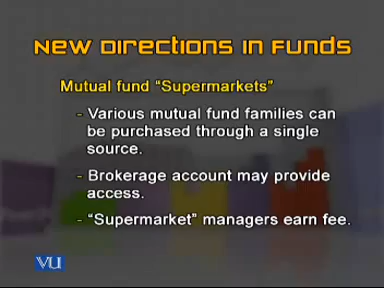 New Directions in Funds
Mutual fund “Supermarkets”
- Various mutual fund families can
be purchased through a single
source.
- Brokerage account may provide
access.
- “Supermarket” managers earn fee.
VU